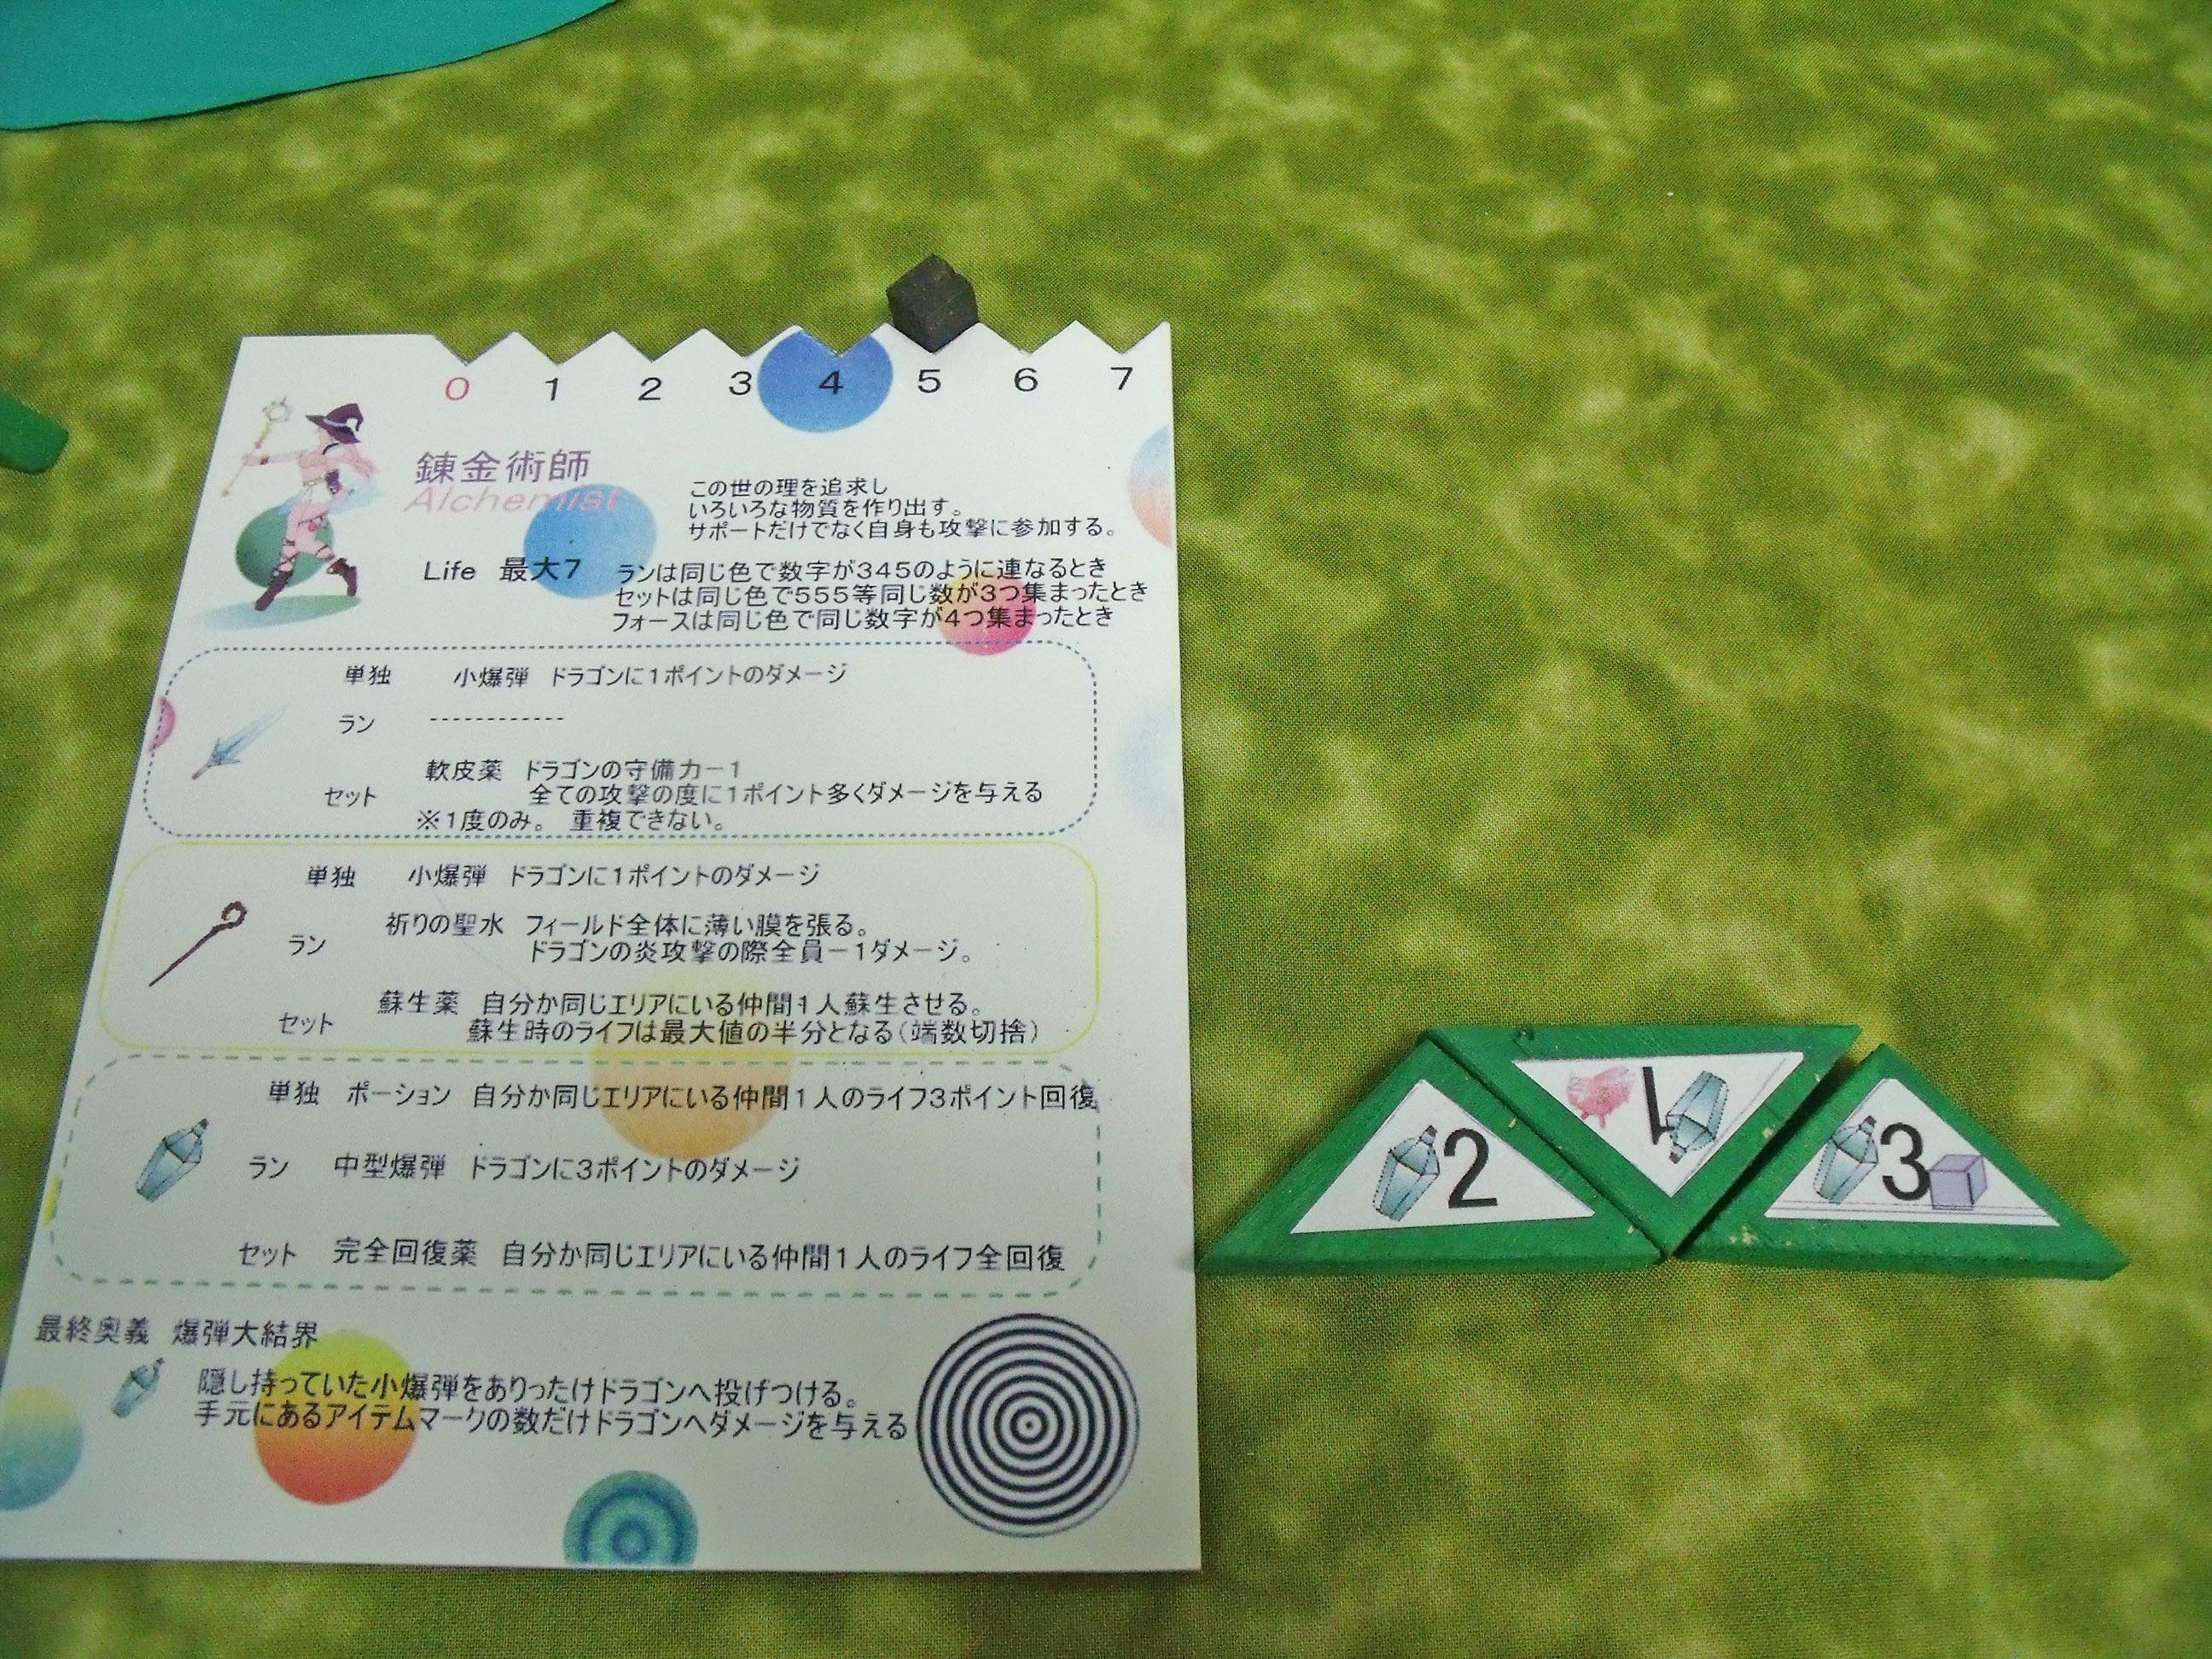 0 1 2 3 4 5 6 7
錬金術師
Alchemist
この世の理を追求し
いろいろな物質を作り出す。
サポートだけでなく自身も攻撃に参加する。
Life 最大7
ランは同じ色で数字が345のように連なるとき
セットは同じ色で555等同じ数が3つ集まったとき
フォースは同じ色で同じ数字が4つ集まったとき
単独 小爆弾 ドラゴンに1ポイントのダメージ
ラン ------------
セット 軟皮薬 ドラゴンの守備力-1
全ての攻撃の度に1ポイント多くダメージを与える
※1度のみ。 重複できない。
単独 小爆弾 ドラゴンに1ポイントのダメージ
ラン 祈りの聖水 フィールド全体に薄い膜を張る。
ドラゴンの炎攻撃の際全員-1ダメージ。
セット 蘇生薬 自分か同じエリアにいる仲間1人蘇生させる。
蘇生時のライフは最大値の半分となる(端数切捨)
単独 ポーション 自分か同じエリアにいる仲間1人のライフ3ポイント回復
ラン 中型爆弾 ドラゴンに3ポイントのダメージ
セット 完全回復薬 自分か同じエリアにいる仲間1人のライフ全回復
最終奥義 爆弾大結界
隠し持っていた小爆弾をありったけドラゴンへ投げつける。
手元にあるアイテムマークの数だけドラゴンへダメージを与える
2
1
3